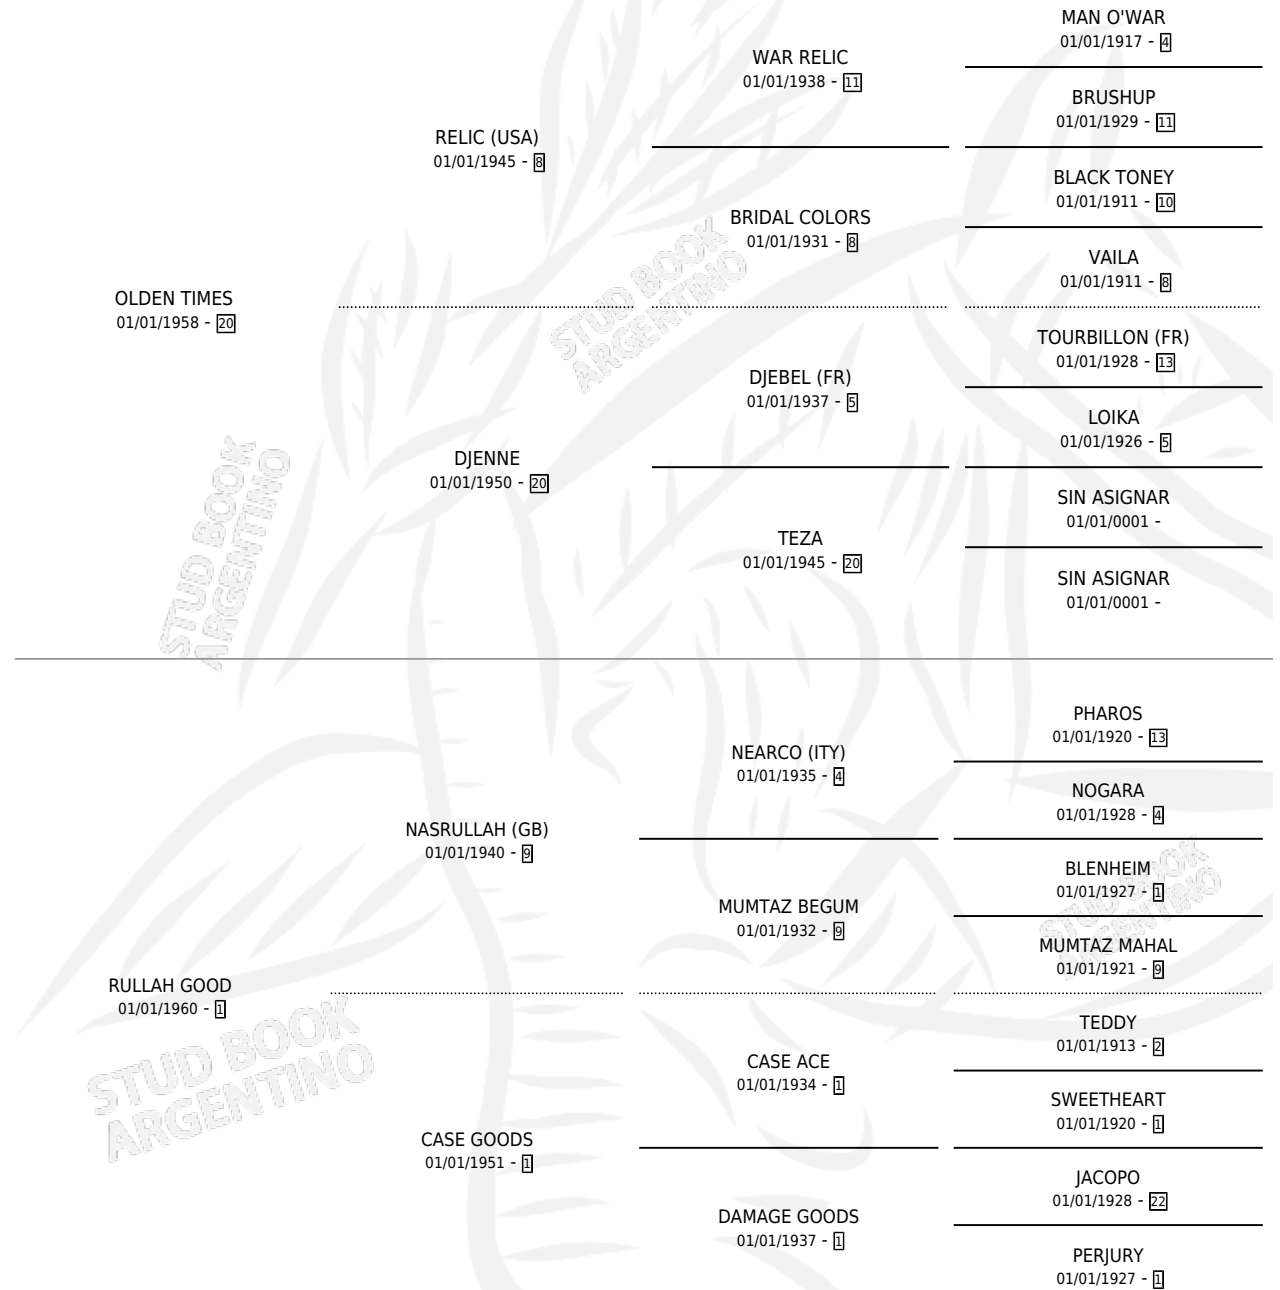 MAN O'WAR
01/01/1917 - 4
WAR RELIC
01/01/1938 - 11
BRUSHUP
01/01/1929 - 11
RELIC (USA)
01/01/1945 - 8
BLACK TONEY
01/01/1911 - 10
BRIDAL COLORS
01/01/1931 - 8
VAILA
01/01/1911 - 8
OLDEN TIMES
01/01/1958 - 20
STUD BOOK
ARGENTINO
TOURBILLON (FR)
01/01/1928 - 13
DJEBEL (FR)
01/01/1937 - 5
LOIKA
01/01/1926 - 5
DJENNE
01/01/1950 - 20
SIN ASIGNAR
01/01/0001 -
TEZA
01/01/1945 - 20
SIN ASIGNAR
01/01/0001 -
STUD BOOK
ARGENTINO
PHAROS
01/01/1920 - 13
NEARCO (ITY)
01/01/1935 - 4
NOGARA
01/01/1928 - 4
NASRULLAH (GB)
01/01/1940 - 9
BLENHEIM
01/01/1927 - 1
MUMTAZ BEGUM
01/01/1932 - 9
STUD BOOK
ARGENTINO
MUMTAZ MAHAL
01/01/1921 - 9
RULLAH GOOD
01/01/1960 - 1
STUD BOOK
ARGENTINO
TEDDY
01/01/1913 - 2
CASE ACE
01/01/1934 - 1
SWEETHEART
01/01/1920 - 1
CASE GOODS
01/01/1951 - 1
JACOPO
01/01/1928 - 22
DAMAGE GOODS
01/01/1937 - 1
PERJURY
01/01/1927 - 1